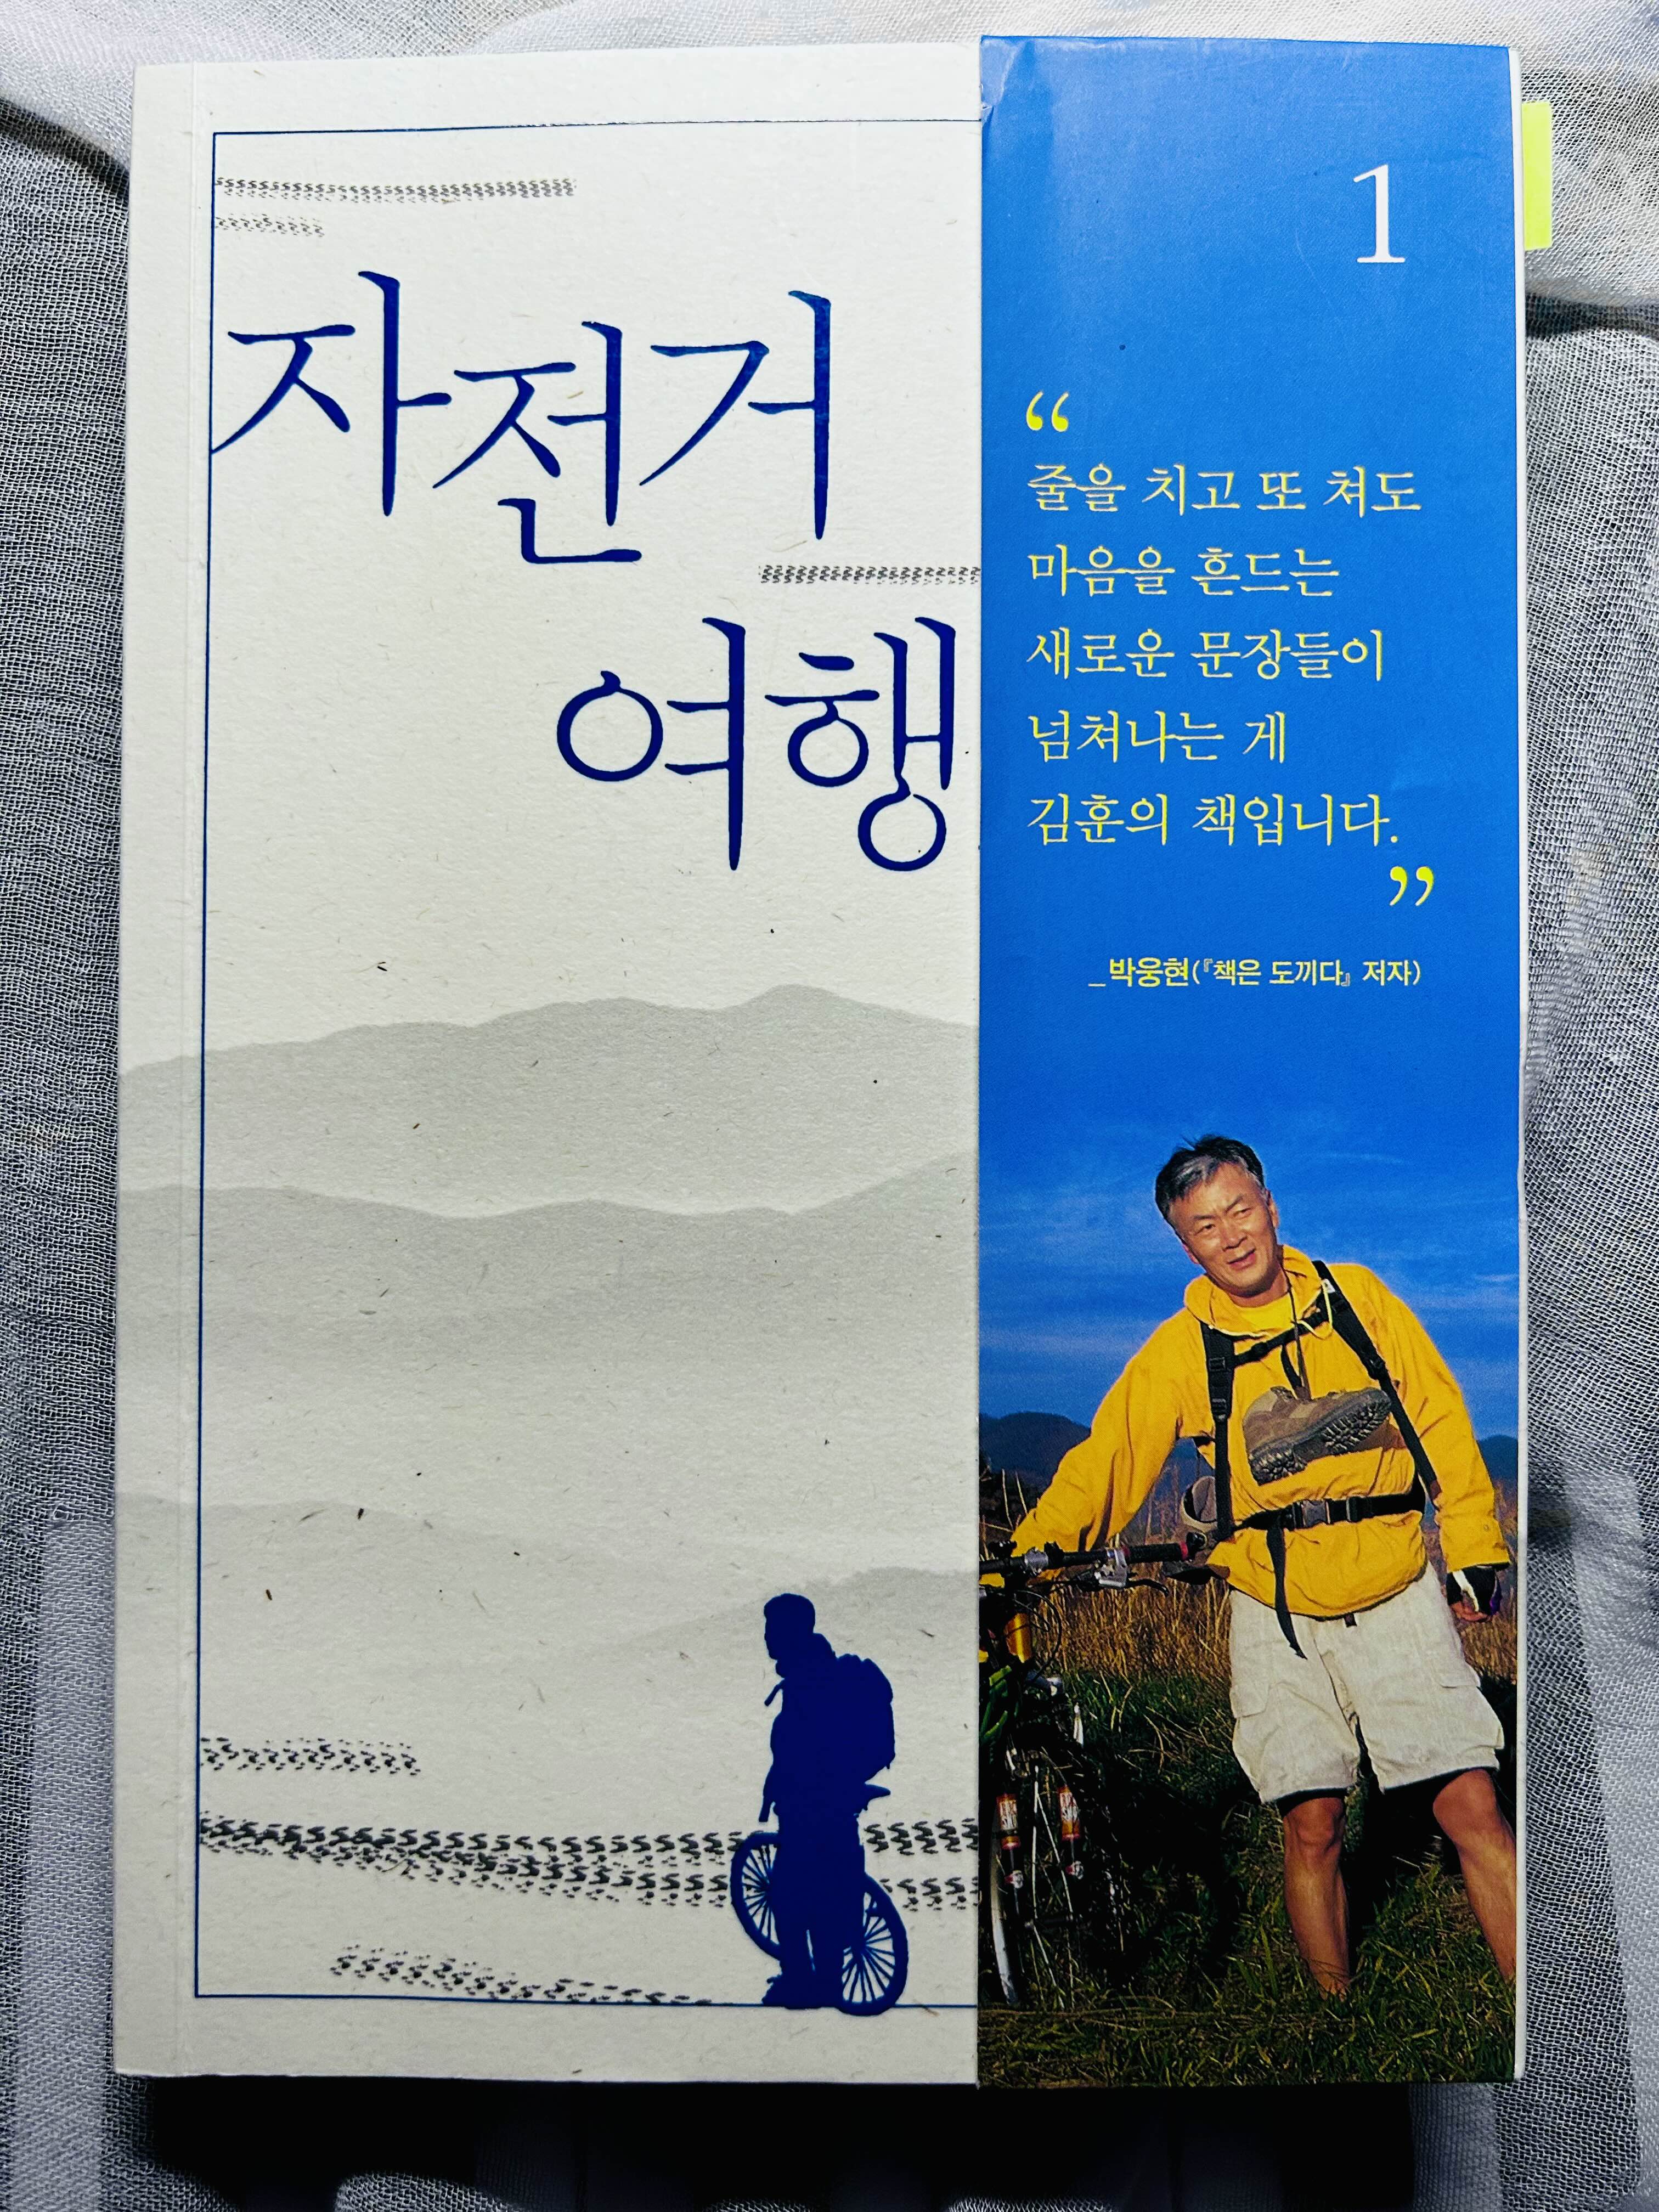 자전거
여행
1
“
줄을 치고 또 쳐도
마음을 흔드는
새로운 문장들이
넘쳐나는 게
김훈의 책입니다.
”
_박웅현(『책은 도끼다』 저자)